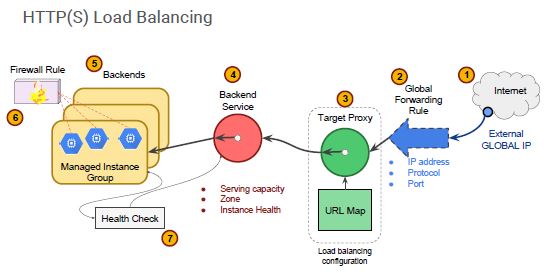 HTTP(S) Load Balancing
1
Internet
External
GLOBAL IP
2
Global
Forwarding
Rule
IP address
Protocol
Port
3
Target Proxy
URL Map
Load balancing
configuration
4
Backend
Service
Serving capacity
Zone
Instance Health
5
Backends
Managed Instance
Group
Firewall Rule
6
Health Check
7